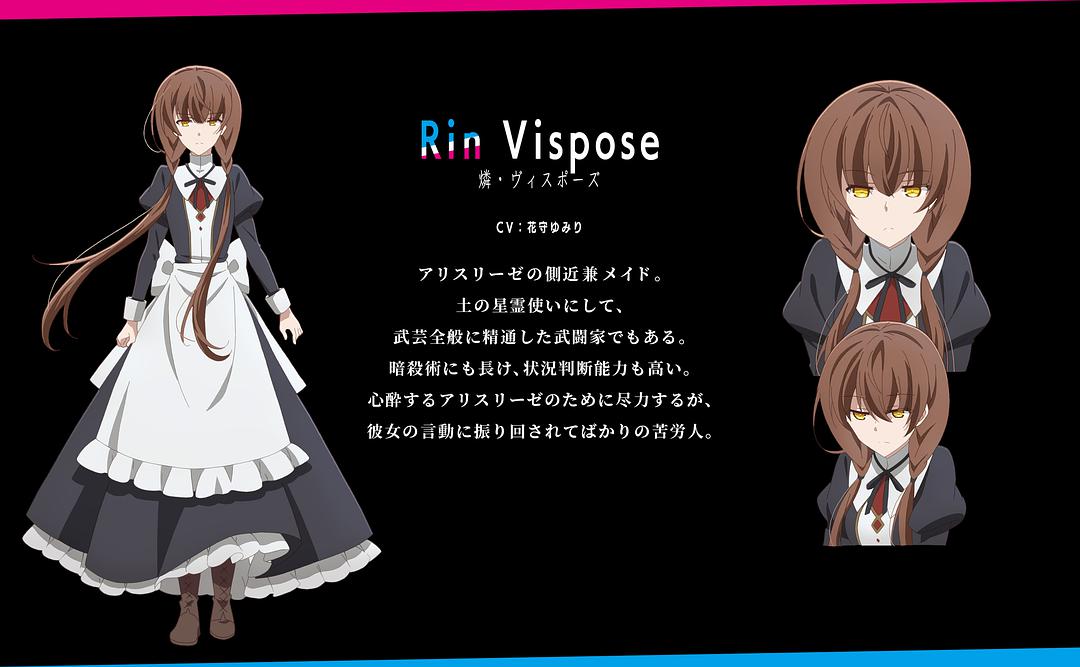 Rin Vispose
燐・ヴィスポーズ
CV：花守ゆみり
アリスリーゼの側近兼メイド。
土の星霊使いにして、
武芸全般に精通した武闘家でもある。
暗殺術にも長け、状況判断能力も高い。
心酔するアリスリーゼのために尽力するが、
彼女の言動に振り回されてばかりの苦労人。